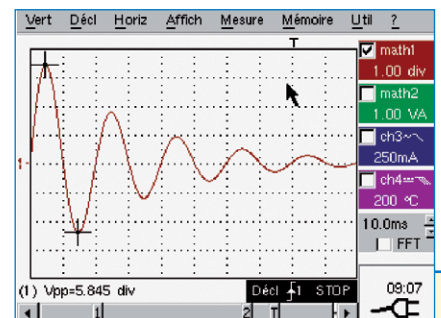 Vert Décl Horiz Affich Mesure Mémoire Util ?
T
math1
1.00 div
math2
1.00 VA
ch3~
250mA
ch4
200 °C
10.0ms
FFT
1-
(1) Vpp=5.845 div
Décl 1 STOP
09:07
1 2 T